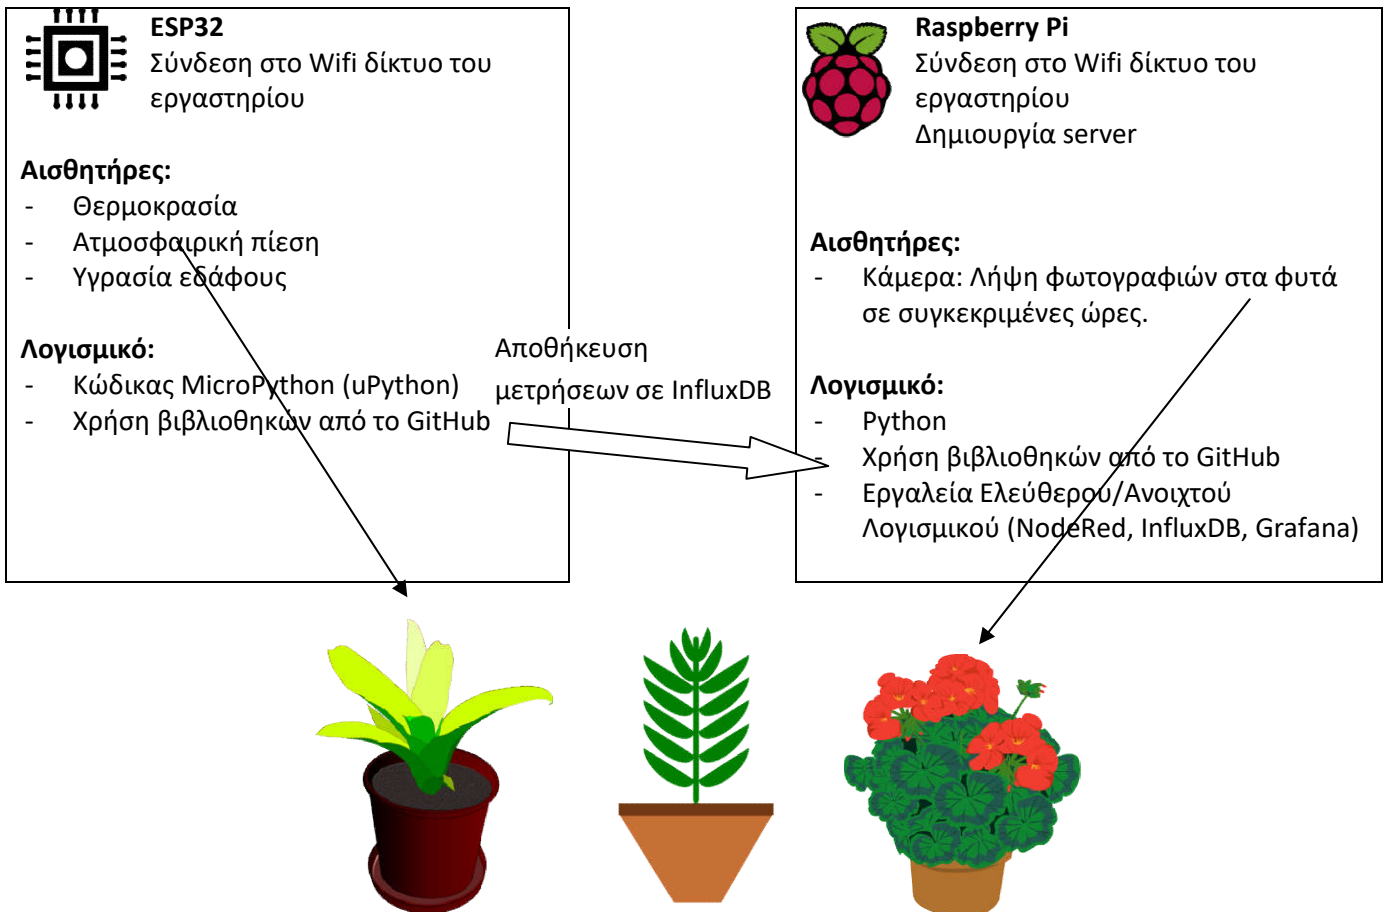 ESP32
Σύνδεση στο Wifi δίκτυο του
εργαστηρίου
Αισθητήρες:
- Θερμοκρασία
- Ατμοσφαιρική πίεση
- Υγρασία εδάφους
Λογισμικό:
- Κώδικας MicroPython (uPython)
- Χρήση βιβλιοθηκών από το GitHub
Αποθήκευση
μετρήσεων σε InfluxDB
Raspberry Pi
Σύνδεση στο Wifi δίκτυο του
εργαστηρίου
Δημιουργία server
Αισθητήρες:
- Κάμερα: Λήψη φωτογραφιών στα φυτά
σε συγκεκριμένες ώρες.
Λογισμικό:
- Python
- Χρήση βιβλιοθηκών από το GitHub
- Εργαλεία Ελεύθερου/Ανοιχτού
Λογισμικού (NodeRed, InfluxDB, Grafana)